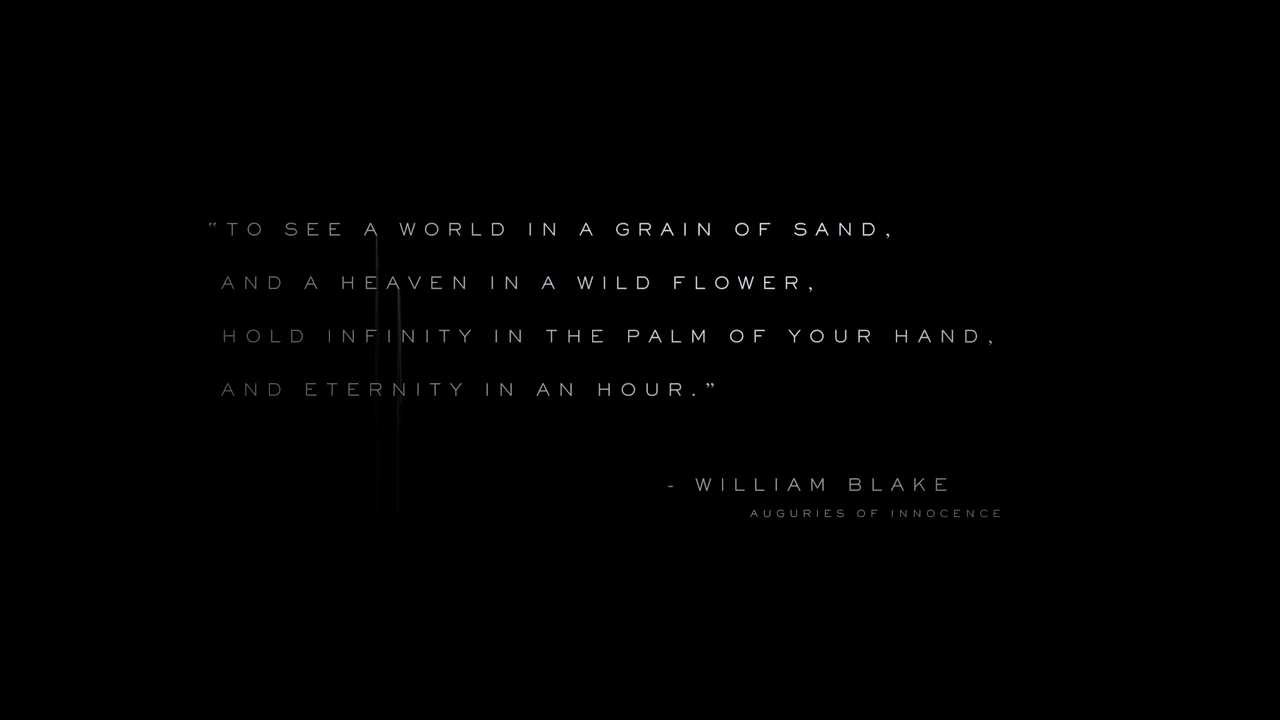 “TO SEE A WORLD IN A GRAIN OF SAND,
AND A HEAVEN IN A WILD FLOWER,
HOLD INFINITY IN THE PALM OF YOUR HAND,
AND ETERNITY IN AN HOUR.”
- WILLIAM BLAKE
AUGURIES OF INNOCENCE